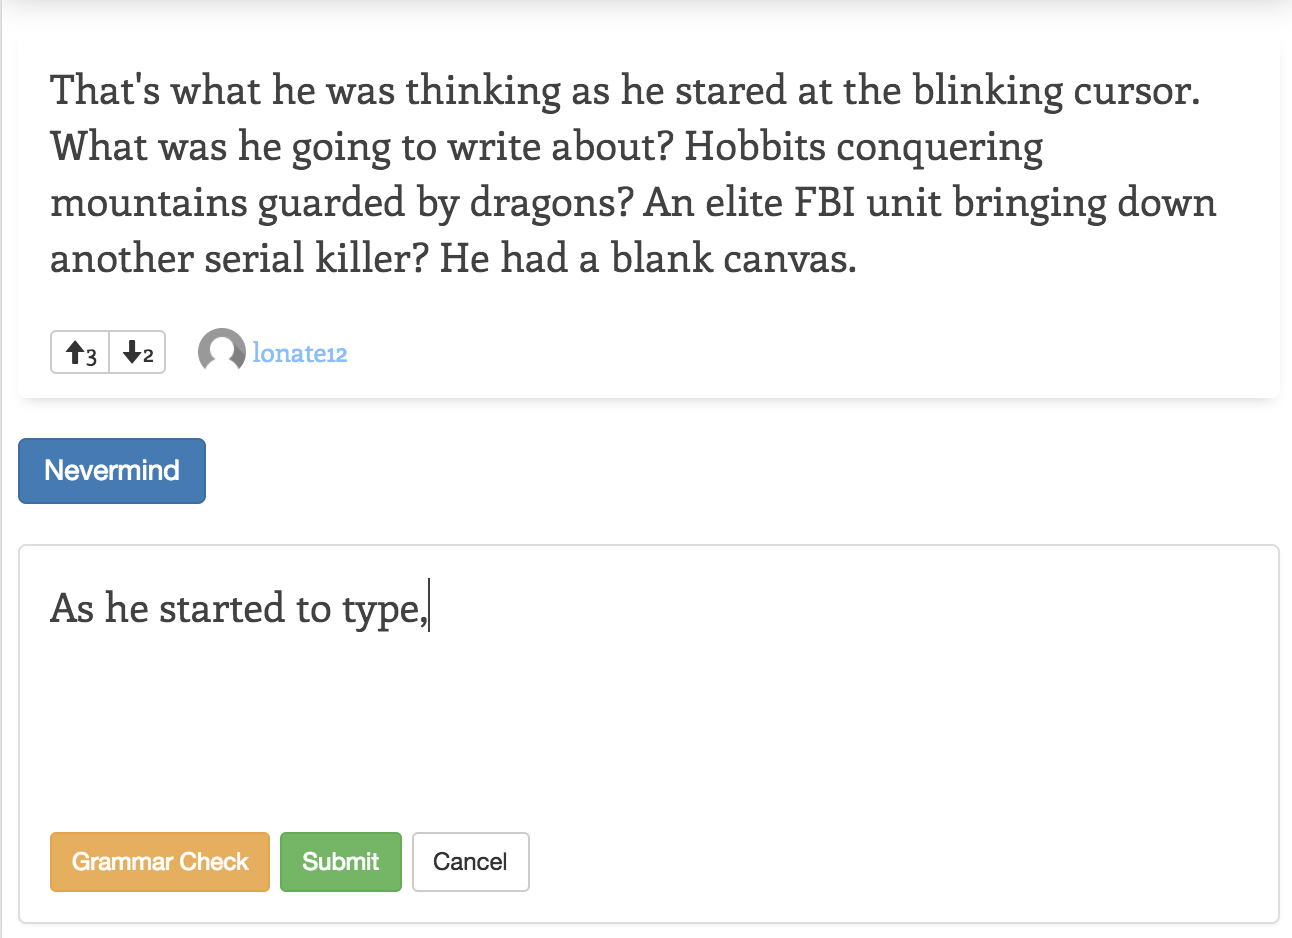 That's what he was thinking as he stared at the blinking cursor.
What was he going to write about? Hobbits conquering
mountains guarded by dragons? An elite FBI unit bringing down
another serial killer? He had a blank canvas.
3 2 lonate12
Nevermind
As he started to type,
Grammar Check Submit Cancel